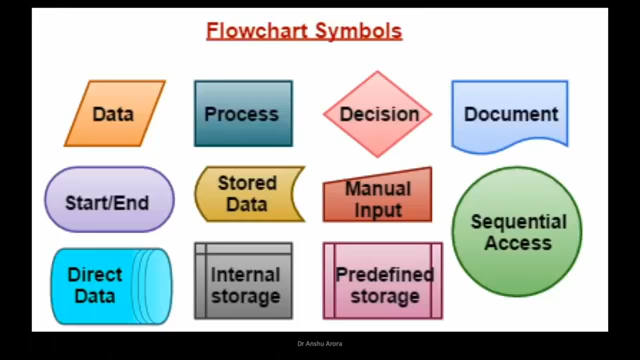 Flowchart Symbols
Data
Process
Decision
Document
Start/End
Stored
Data
Manual
Input
Sequential
Access
Direct
Data
Internal
storage
Predefined
storage
Dr Anshu Arora